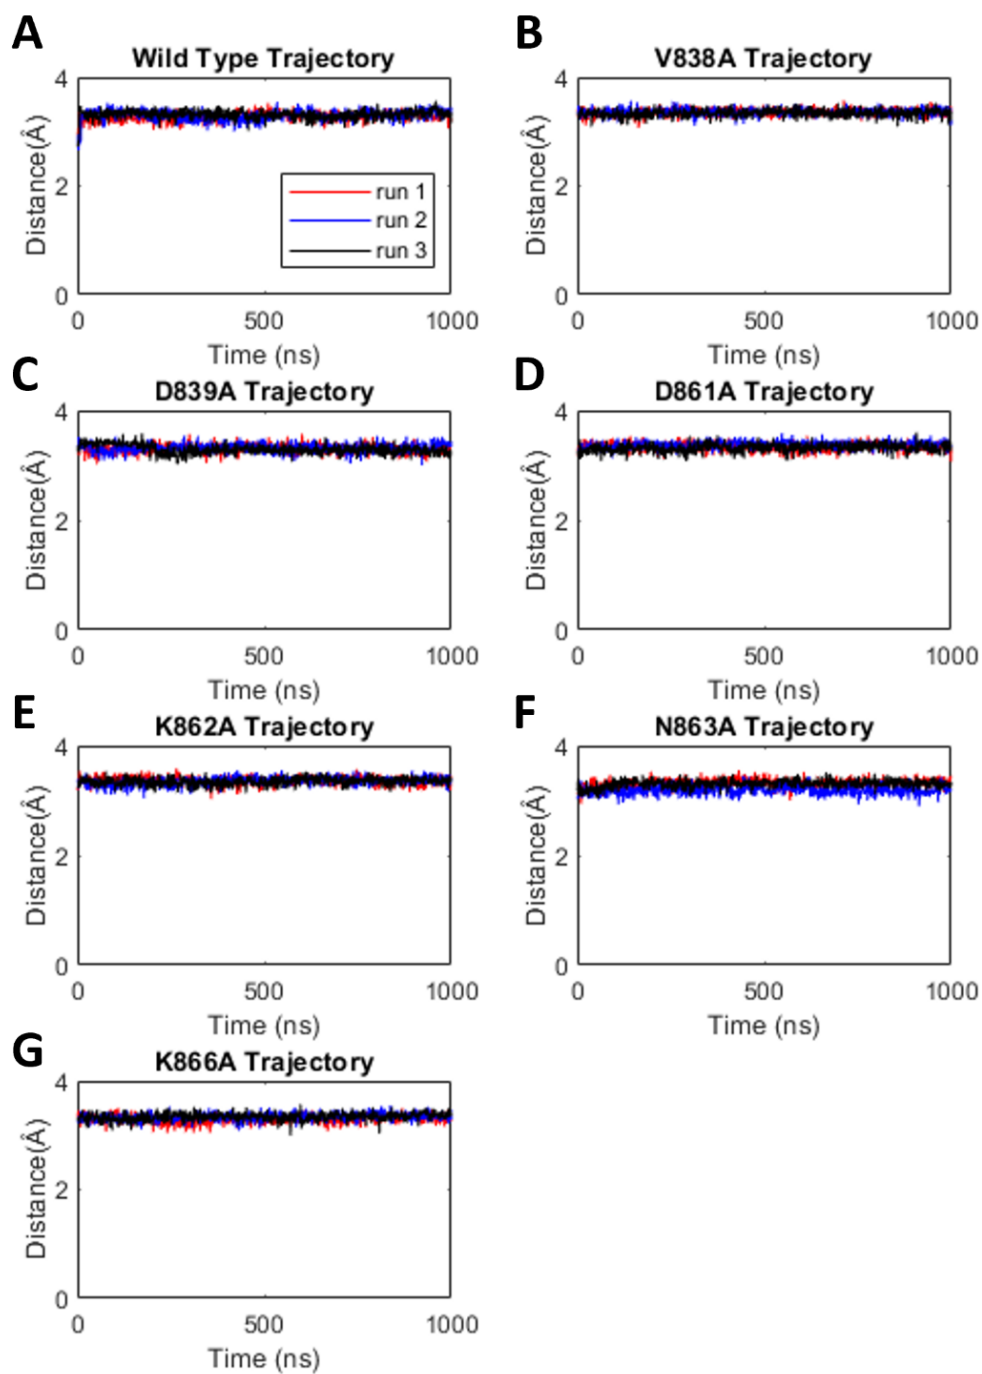 A
Wild Type Trajectory
4
2
0
Distance(Å)
run 1
run 2
run 3
0 500 1000
Time (ns)
B
V838A Trajectory
4
2
0
Distance(Å)
0 500 1000
Time (ns)
C
D839A Trajectory
4
2
0
Distance(Å)
0 500 1000
Time (ns)
D
D861A Trajectory
4
2
0
Distance(Å)
0 500 1000
Time (ns)
E
K862A Trajectory
4
2
0
Distance(Å)
0 500 1000
Time (ns)
F
N863A Trajectory
4
2
0
Distance(Å)
0 500 1000
Time (ns)
G
K866A Trajectory
4
2
0
Distance(Å)
0 500 1000
Time (ns)